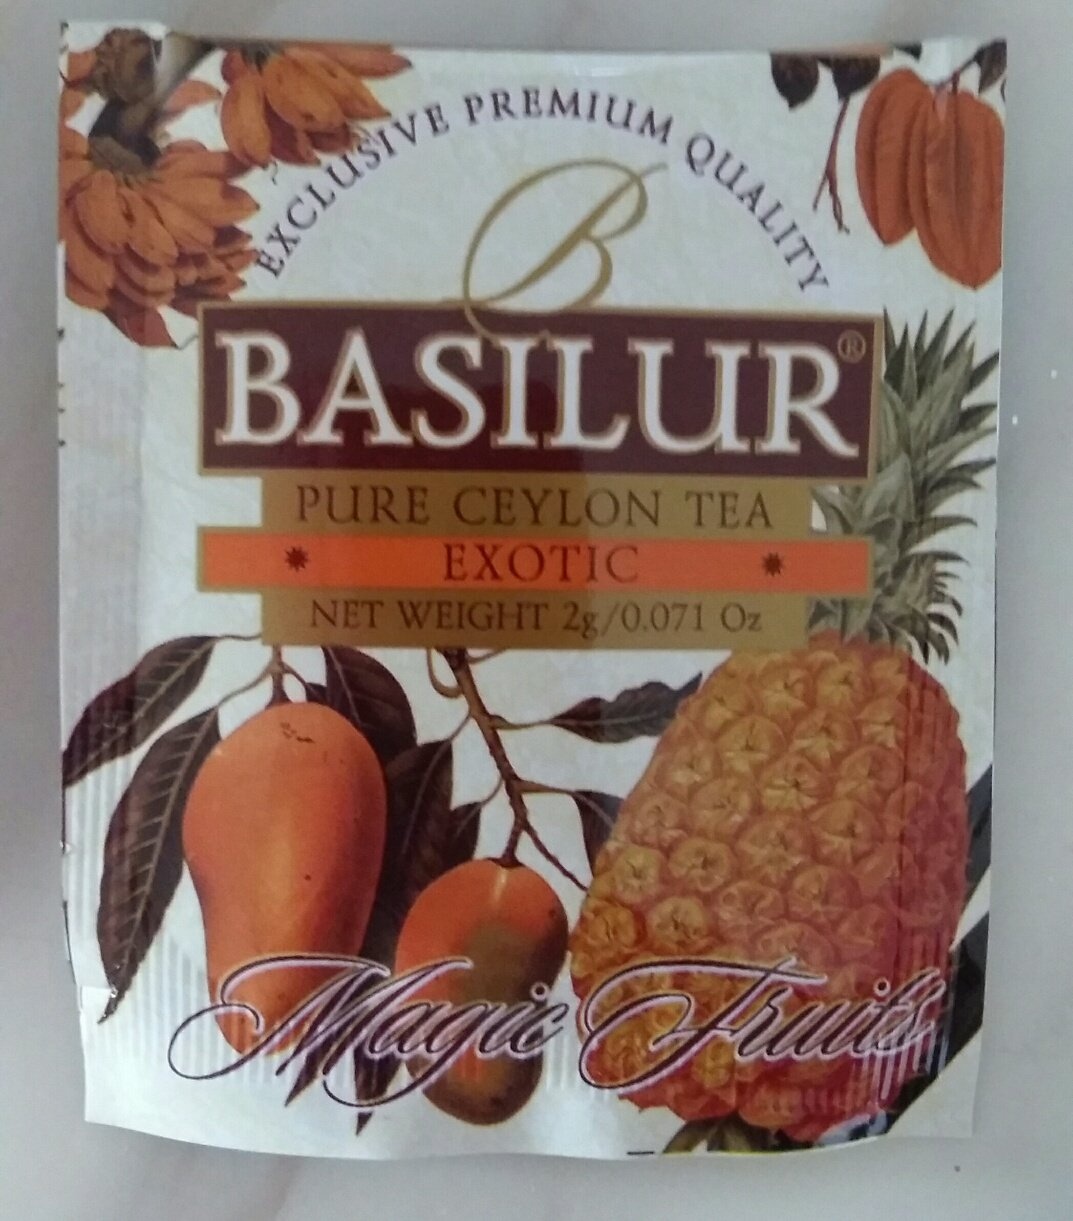 EXCLUSIVE PREMIUM QUALITY
B
BASILUR®
PURE CEYLON TEA
EXOTIC
NET WEIGHT 2g/0.071 Oz
Magic Fruits